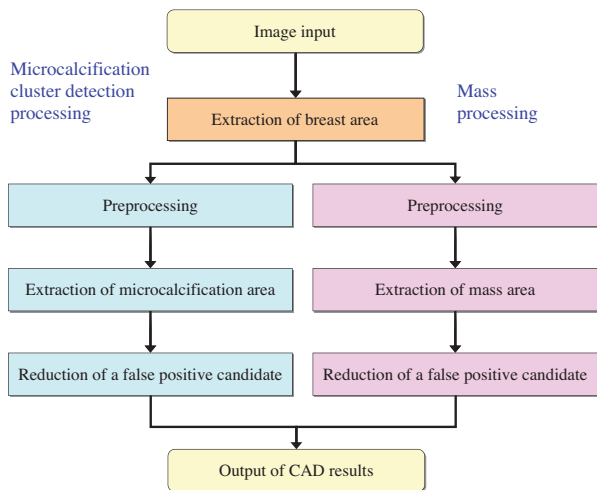 Image input
Microcalcification
cluster detection
processing
Mass
processing
Extraction of breast area
Preprocessing
Preprocessing
Extraction of microcalcification area
Extraction of mass area
Reduction of a false positive candidate
Reduction of a false positive candidate
Output of CAD results